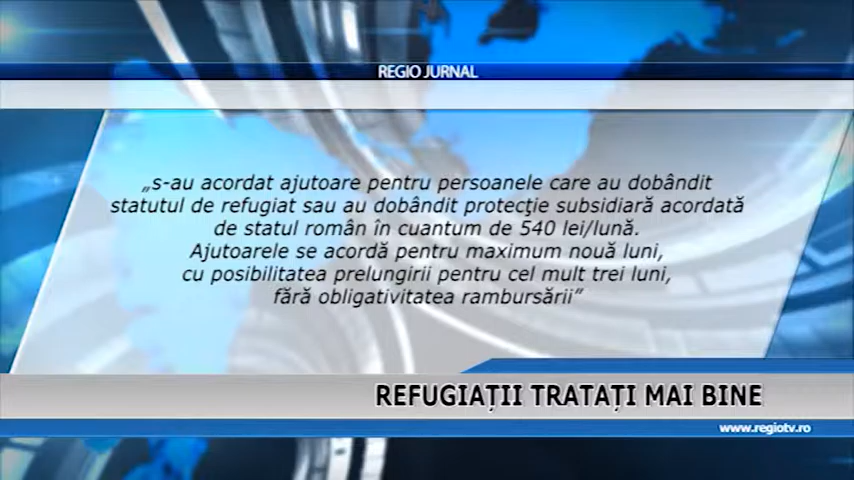 REGIO JURNAL
„s-au acordat ajutoare pentru persoanele care au dobândit
statutul de refugiat sau au dobândit protecţie subsidiară acordată
de statul român în cuantum de 540 lei/lună.
Ajutoarele se acordă pentru maximum nouă luni,
cu posibilitatea prelungirii pentru cel mult trei luni,
fără obligativitatea rambursării”
REFUGIAȚII TRATAȚI MAI BINE
www.regiotv.ro